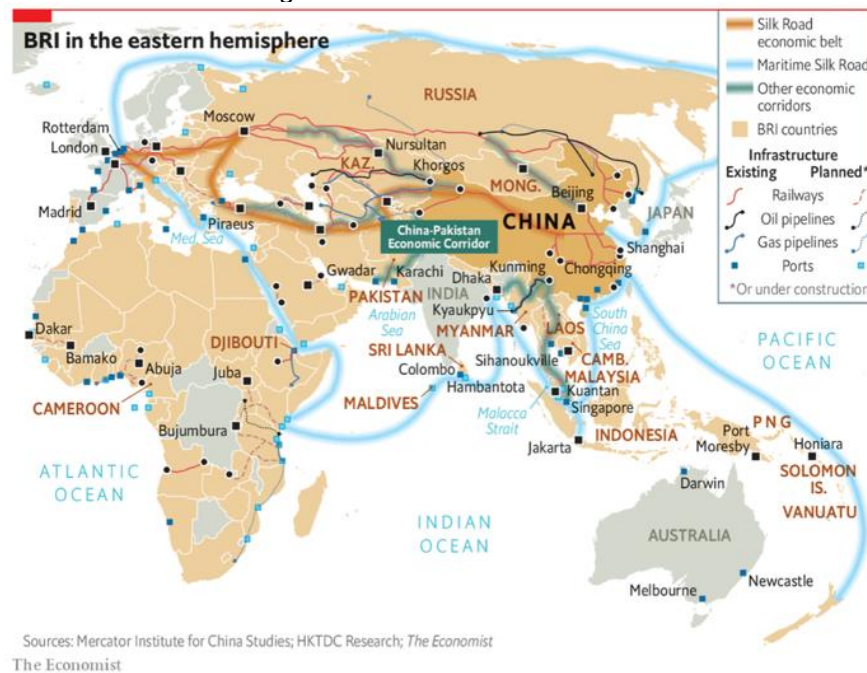 BRI in the eastern hemisphere
Silk Road
economic belt
Maritime Silk Road
Other economic
corridors
BRI countries
Infrastructure
Existing
Planned*
Railways
Oil pipelines
Gas pipelines
Ports
*Or under construction
RUSSIA
Moscow
Rotterdam
London
Nursultan
KAZ.
Khorgos
MONG.
Beijing
Madrid
Piraeus
JAPAN
CHINA
Med. Sea
China-Pakistan
Economic Corridor
Shanghai
Gwadar
Karachi
Dhaka
Kunming
Chongqing
PAKISTAN
INDIA
Arabian
Sea
Kyaukpyu
MYANMAR
LAOS
South
China
Sea
PACIFIC
OCEAN
Dakar
Bamako
Abuja
DJIBOUTI
Juba
SRI LANKA
Colombo
Hambantota
Sihanoukville
CAMB.
MALAYSIA
Kuantan
Singapore
CAMEROON
MALDIVES
Malacca
Strait
Bujumbura
Jakarta
INDONESIA
PNG
Port
Moresby
Honiara
SOLOMON
IS.
VANUATU
Darwin
ATLANTIC
OCEAN
INDIAN
OCEAN
AUSTRALIA
Melbourne
Newcastle
Sources: Mercator Institute for China Studies; HKTDC Research; The Economist
The Economist